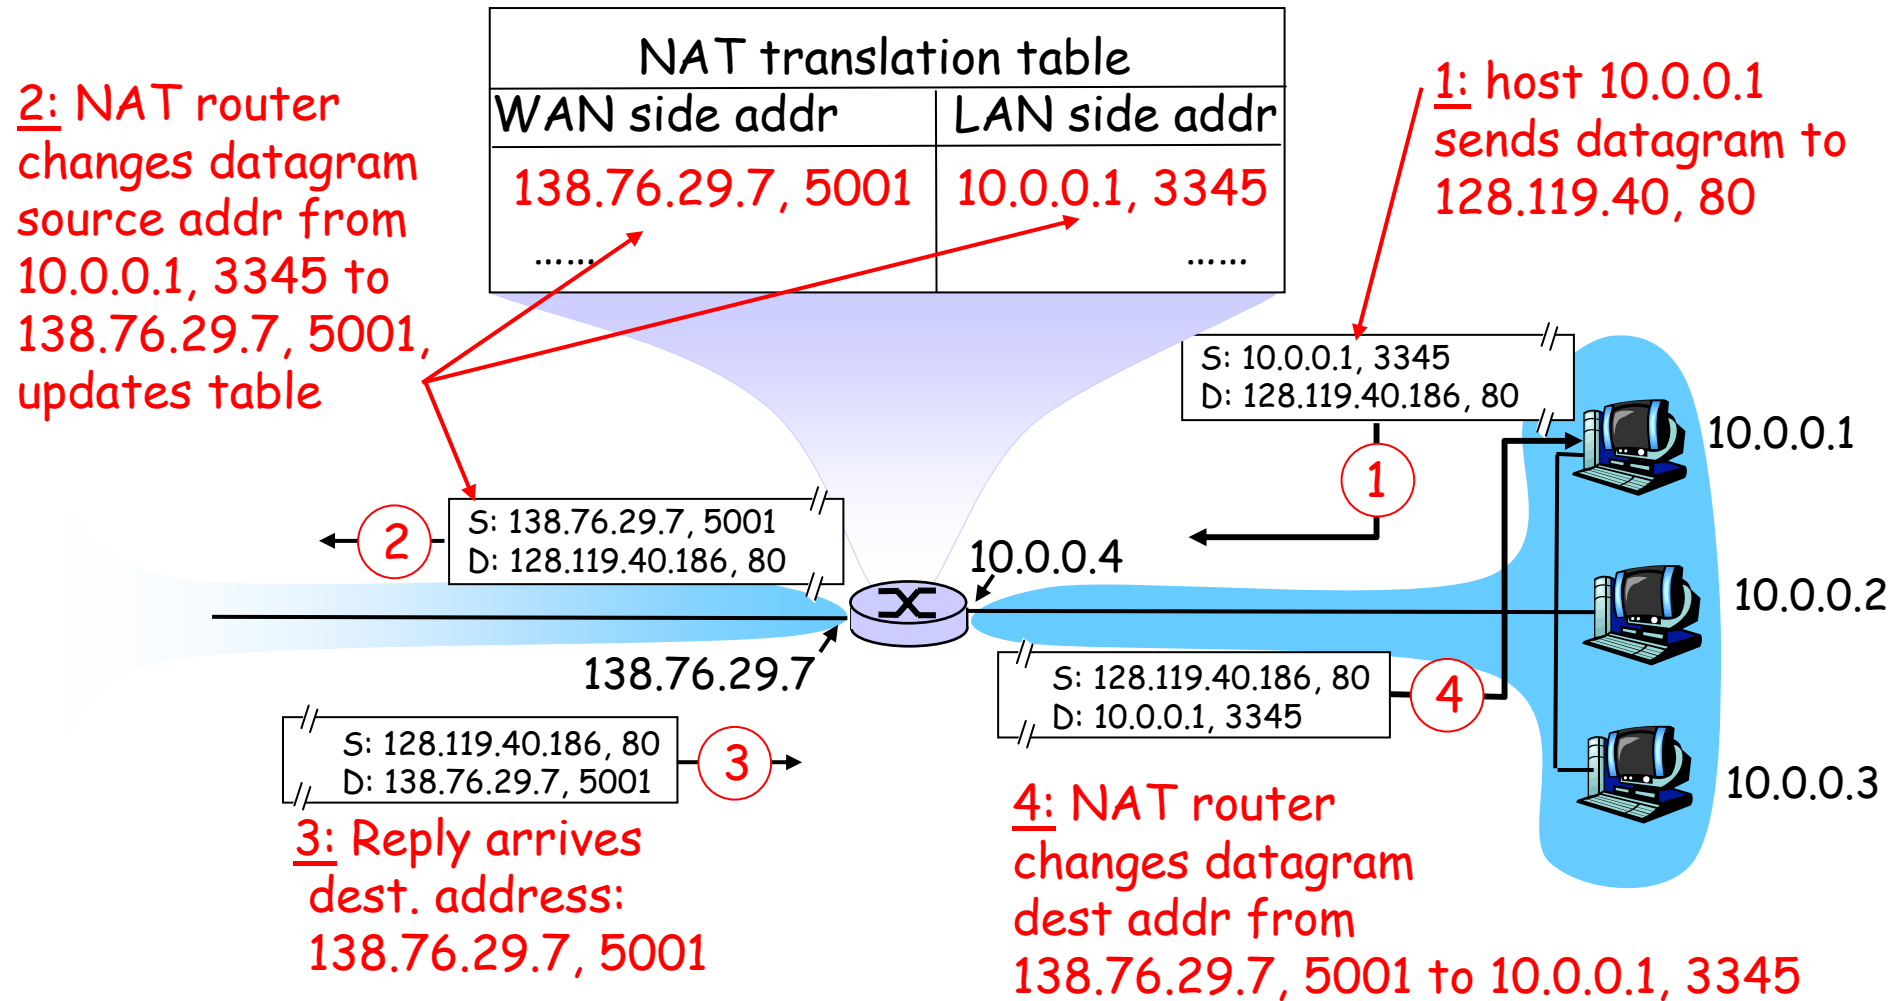 NAT translation table
WAN side addr
LAN side addr
138.76.29.7, 5001
10.0.0.1, 3345
......
......
2: NAT router
changes datagram
source addr from
10.0.0.1, 3345 to
138.76.29.7, 5001,
updates table
1: host 10.0.0.1
sends datagram to
128.119.40, 80
S: 10.0.0.1, 3345
D: 128.119.40.186, 80
1
10.0.0.1
S: 138.76.29.7, 5001
D: 128.119.40.186, 80
2
10.0.0.4
10.0.0.2
138.76.29.7
S: 128.119.40.186, 80
D: 10.0.0.1, 3345
4
S: 128.119.40.186, 80
D: 138.76.29.7, 5001
3
10.0.0.3
3: Reply arrives
dest. address:
138.76.29.7, 5001
4: NAT router
changes datagram
dest addr from
138.76.29.7, 5001 to 10.0.0.1, 3345